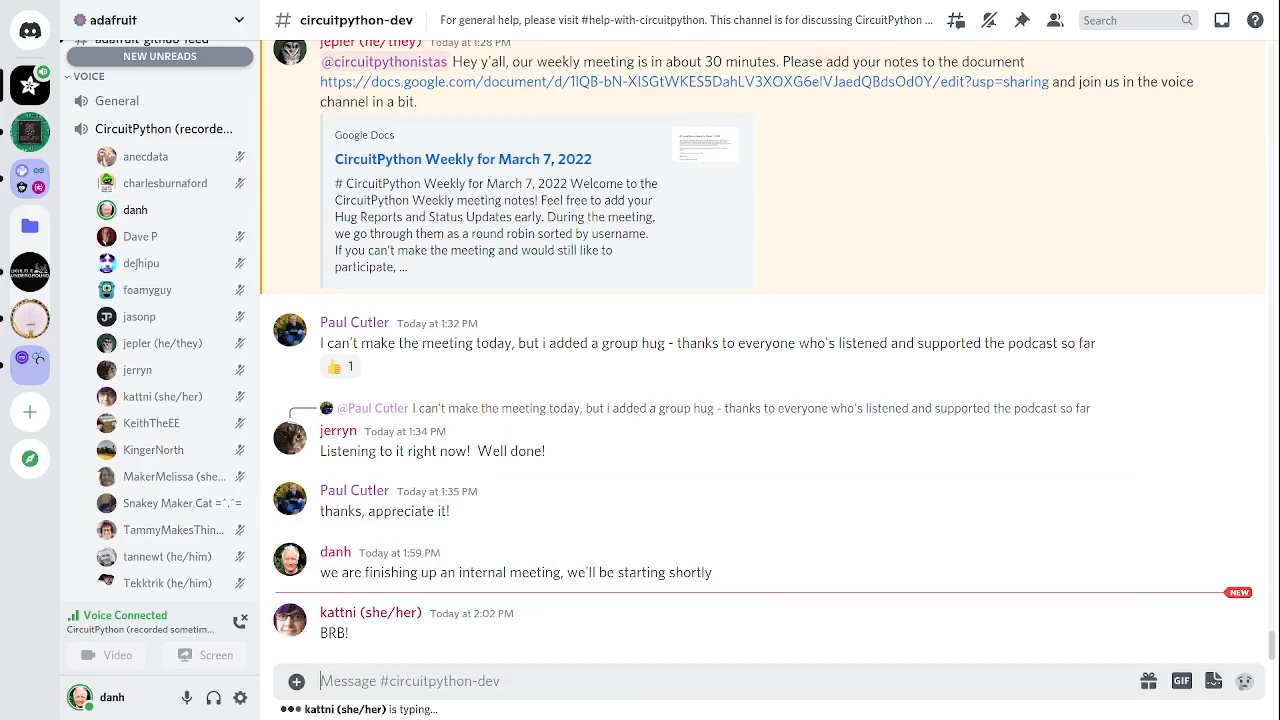 adafruit
# circuitpython-dev
For general help, please visit #help-with-circuitpython. This channel is for discussing CircuitPython ...
Search
adafruit-github-feed
NEW UNREADS
VOICE
General
CircuitPython (recorde...
anecdata
charlesburnaford
danh
Dave P
deʃhipu
foamyguy
jasonp
jepler (he/they)
jerryn
kattni (she/her)
KeithTheEE
KingerNorth
MakerMelissa (she...
Snakey Maker Cat =^.^=
TammyMakesThin...
tannewt (he/him)
Tekktrik (he/him)
Voice Connected
CircuitPython (recorded sometim...
Video
Screen
danh
jepler (he/they) Today at 1:28 PM
@circuitpythonistas Hey y'all, our weekly meeting is in about 30 minutes. Please add your notes to the document
and join us in the voice
channel in a bit.
Google Docs
CircuitPython Weekly for March 7, 2022
# CircuitPython Weekly for March 7, 2022 Welcome to the
CircuitPython Weekly meeting notes! Feel free to add your
Hug Reports and Status Updates early. During the meeting,
we go through them as a round robin sorted by username.
If you can't make the meeting and would still like to
participate, ...
Paul Cutler Today at 1:32 PM
I can't make the meeting today, but i added a group hug - thanks to everyone who's listened and supported the podcast so far
👍 1
@Paul Cutler I can't make the meeting today, but i added a group hug - thanks to everyone who's listened and supported the podcast so far
jerryn Today at 1:34 PM
Listening to it right now! Well done!
Paul Cutler Today at 1:35 PM
thanks, appreciate it!
danh Today at 1:59 PM
we are finishing up an internal meeting, we'll be starting shortly
NEW
kattni (she/her) Today at 2:02 PM
BRB!
Message #circuitpython-dev
GIF
kattni (she/her) is typing...